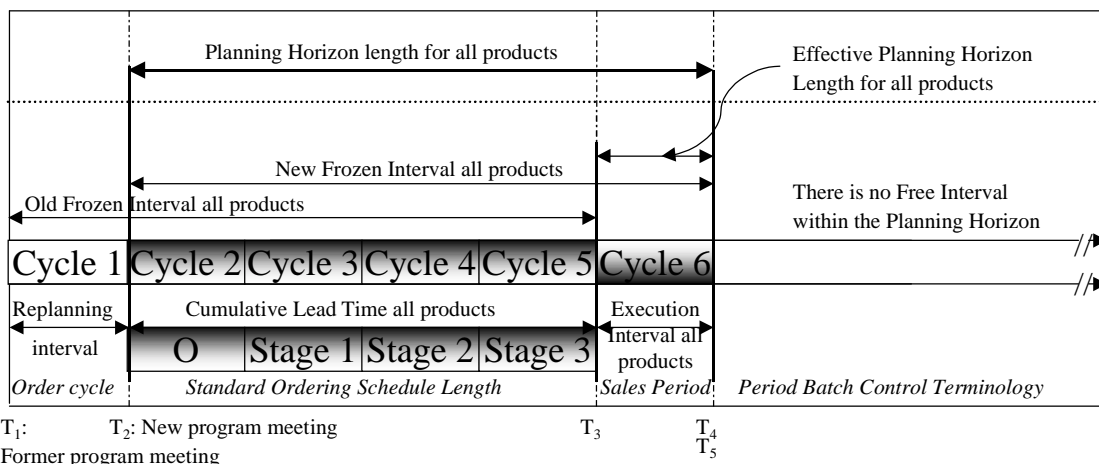 Planning Horizon length for all products
Effective Planning Horizon
Length for all products
New Frozen Interval all products
Old Frozen Interval all products
There is no Free Interval
within the Planning Horizon
Cycle 1 Cycle 2 Cycle 3 Cycle 4 Cycle 5 Cycle 6
//
//
Replanning
interval
Cumulative Lead Time all products
Execution
Interval all
products
O Stage 1 Stage 2 Stage 3
Order cycle Standard Ordering Schedule Length Sales Period Period Batch Control Terminology
T1: T2: New program meeting T3 T4
Former program meeting T5